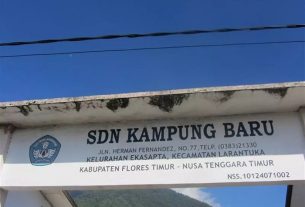 SDN KAMPUNG BARU
JLN. HERMAN FERNANDEZ, NO.77,TELP. (0383)21330
KELURAHAN EKASAPTA, KECAMATAN LARANTUKA
KABUPATEN FLORES TIMUR - NUSA TENGGARA TIMUR
NSS.10124071002